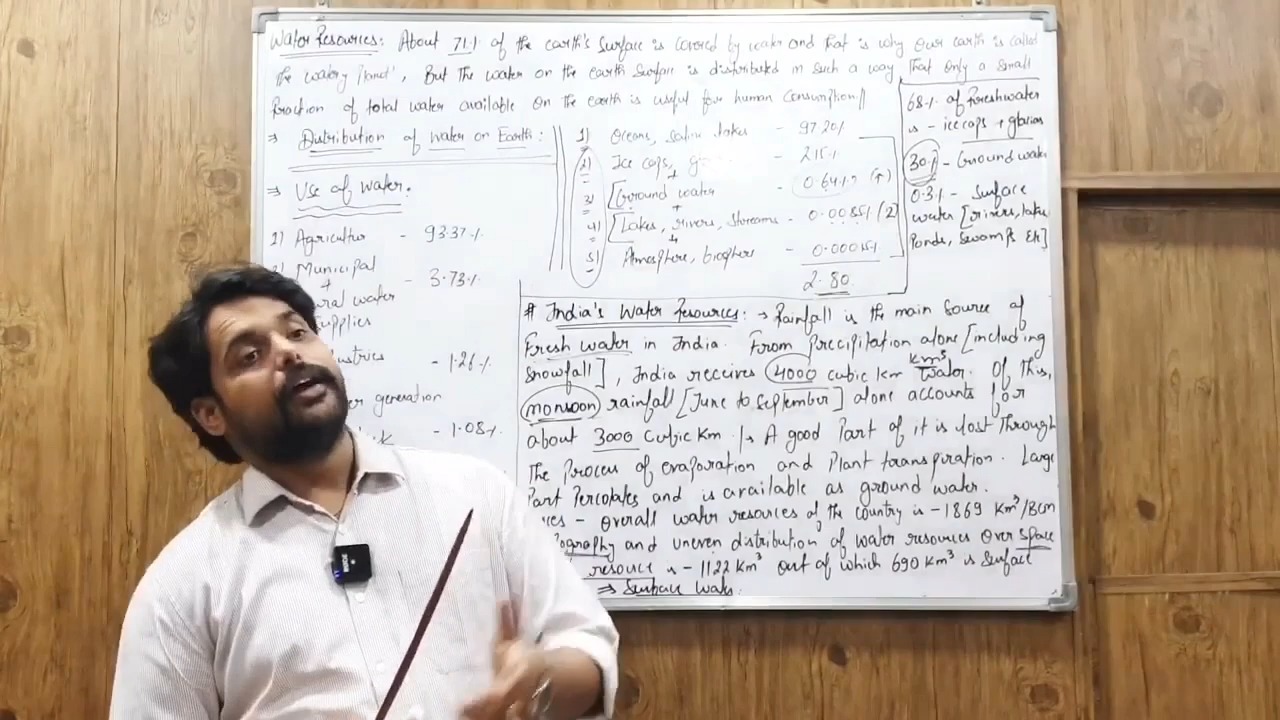 Water Resources: About 71% of the earth's surface is covered by water and that is why our earth is called
the watery planet', But the water on the earth surface is distributed in such a way that only a small
fraction of total water available on the earth is useful for human consumption//
⇒ Distribution of water on Earth:
⇒ Use of water:
1) Agricultur - 93.37%
Municipal - 3.73%
+
ral water
supplies
ustries - 1.26%
er generation
- 1.08%
1) Oceans, saline lakes - 97.20%
2) Ice caps, g - 2.15%
+
3) Ground water
+
4) Lakes, rivers, streams - 0.0085% (2)
+
5) Atmosphere, biosphere
2.80
68% of freshwater
is - ice caps + glaciers
30% - Ground water
0.3% - Surface
water [rivers, lakes
Ponds, swamps Etc]
# India's Water Resources: → Rainfall is the main source of
Fresh water in India. From Precipitation alone [including
snowfall], India receives 4000 cubic km km³ water. Of this,
monsoon rainfall [June to September] alone accounts for
about 3000 cubic km. A good part of it is lost through
the process of evaporation and plant transpiration. Large
part percolates and is available as ground water.
rces - Overall water resources of the country is - 1869 km³/BCM
ography and uneven distribution of water resources over space
resource is - 1122 km³ out of which 690 km³ is surface
⇒ Surface Water.